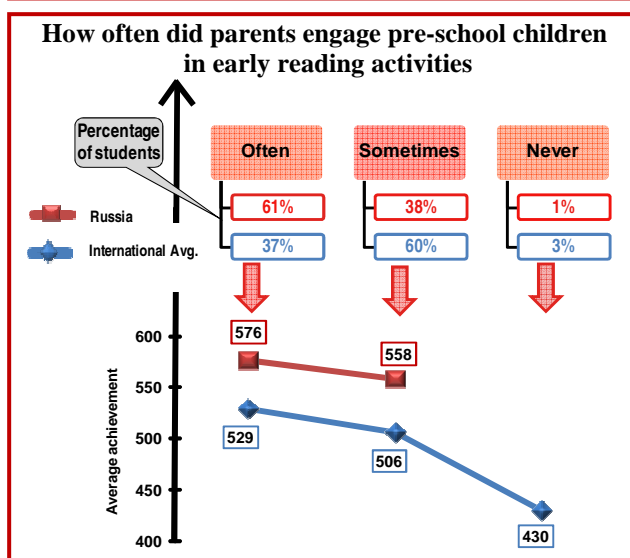 How often did parents engage pre-school children
in early reading activities
Percentage
of students
Often
Sometimes
Never
Russia
61%
38%
1%
International Avg.
37%
60%
3%
600
576
558
550
529
506
500
450
430
400
Average achievement